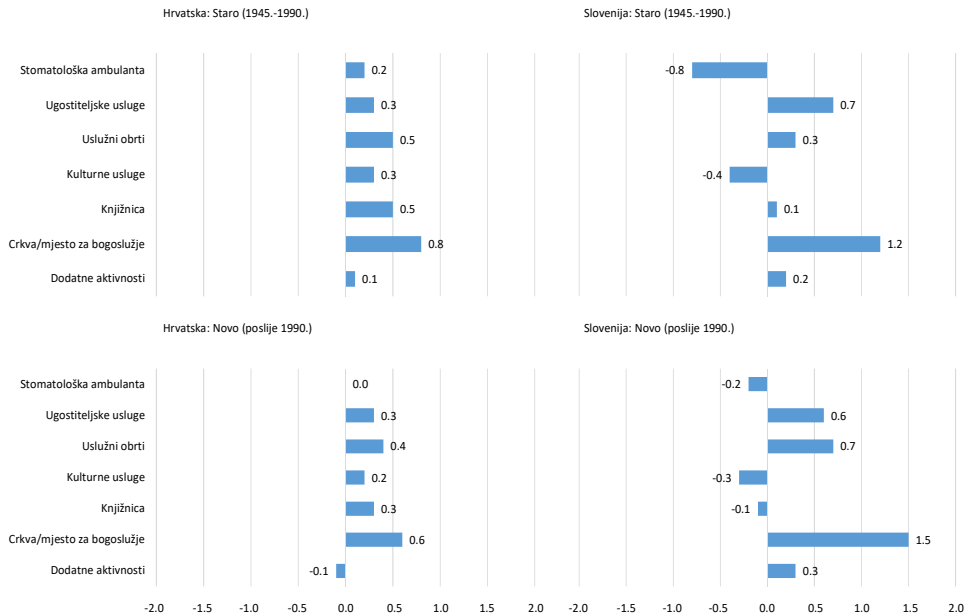 Hrvatska: Staro (1945.-1990.)
Slovenija: Staro (1945.-1990.)
Stomatološka ambulanta 0.2 -0.8
Ugostiteljske usluge 0.3 0.7
Uslužni obrti 0.5 0.3
Kulturne usluge 0.3 -0.4
Knjižnica 0.5 0.1
Crkva/mjesto za bogoslužje 0.8 1.2
Dodatne aktivnosti 0.1 0.2
Hrvatska: Novo (poslije 1990.)
Slovenija: Novo (poslije 1990.)
Stomatološka ambulanta 0.0 -0.2
Ugostiteljske usluge 0.3 0.6
Uslužni obrti 0.4 0.7
Kulturne usluge 0.2 -0.3
Knjižnica 0.3 -0.1
Crkva/mjesto za bogoslužje 0.6 1.5
Dodatne aktivnosti -0.1 0.3
-2.0 -1.5 -1.0 -0.5 0.0 0.5 1.0 1.5 2.0 -2.0 -1.5 -1.0 -0.5 0.0 0.5 1.0 1.5 2.0